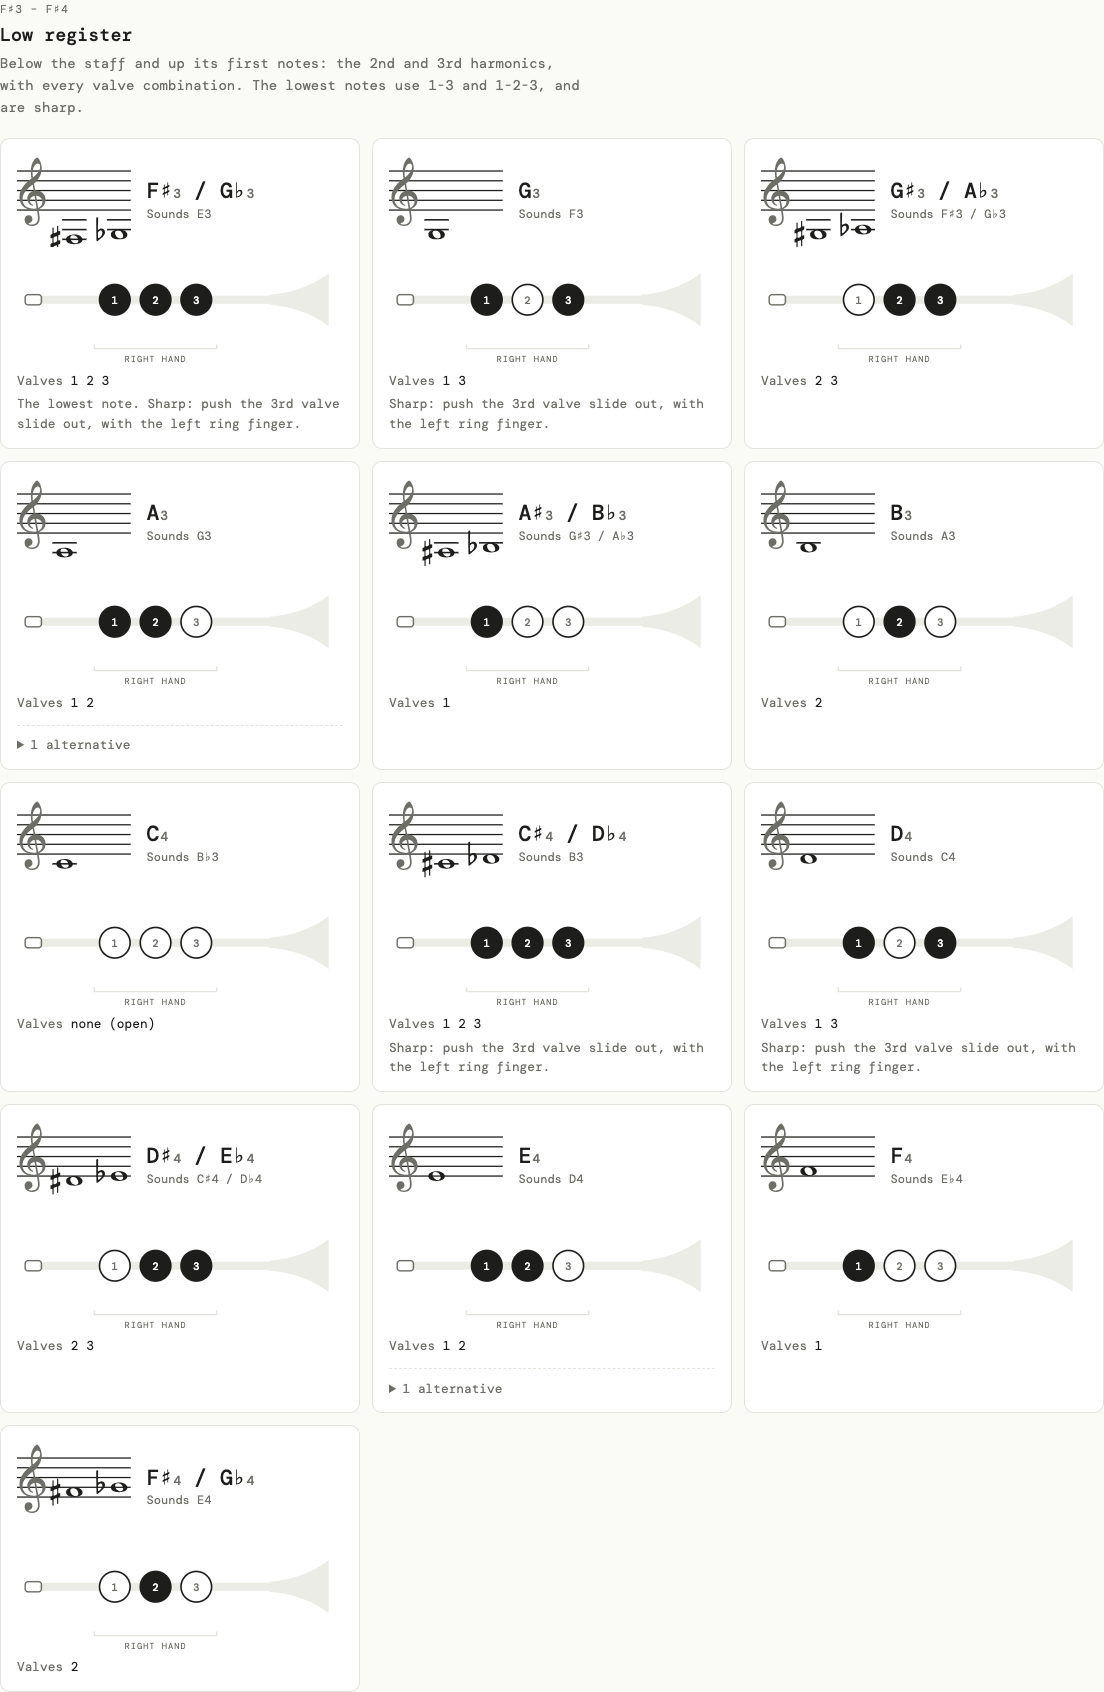 F♯3 – F♯4
Low register
Below the staff and up its first notes: the 2nd and 3rd harmonics,
with every valve combination. The lowest notes use 1-3 and 1-2-3, and
are sharp.
F♯3 / G♭3
Sounds E3
1 2 3
RIGHT HAND
Valves 1 2 3
The lowest note. Sharp: push the 3rd valve
slide out, with the left ring finger.
G3
Sounds F3
1 2 3
RIGHT HAND
Valves 1 3
Sharp: push the 3rd valve slide out, with
the left ring finger.
G♯3 / A♭3
Sounds F♯3 / G♭3
1 2 3
RIGHT HAND
Valves 2 3
A3
Sounds G3
1 2 3
RIGHT HAND
Valves 1 2
▶ 1 alternative
A♯3 / B♭3
Sounds G♯3 / A♭3
1 2 3
RIGHT HAND
Valves 1
B3
Sounds A3
1 2 3
RIGHT HAND
Valves 2
C4
Sounds B♭3
1 2 3
RIGHT HAND
Valves none (open)
C♯4 / D♭4
Sounds B3
1 2 3
RIGHT HAND
Valves 1 2 3
Sharp: push the 3rd valve slide out, with
the left ring finger.
D4
Sounds C4
1 2 3
RIGHT HAND
Valves 1 3
Sharp: push the 3rd valve slide out, with
the left ring finger.
D♯4 / E♭4
Sounds C♯4 / D♭4
1 2 3
RIGHT HAND
Valves 2 3
E4
Sounds D4
1 2 3
RIGHT HAND
Valves 1 2
▶ 1 alternative
F4
Sounds E♭4
1 2 3
RIGHT HAND
Valves 1
F♯4 / G♭4
Sounds E4
1 2 3
RIGHT HAND
Valves 2